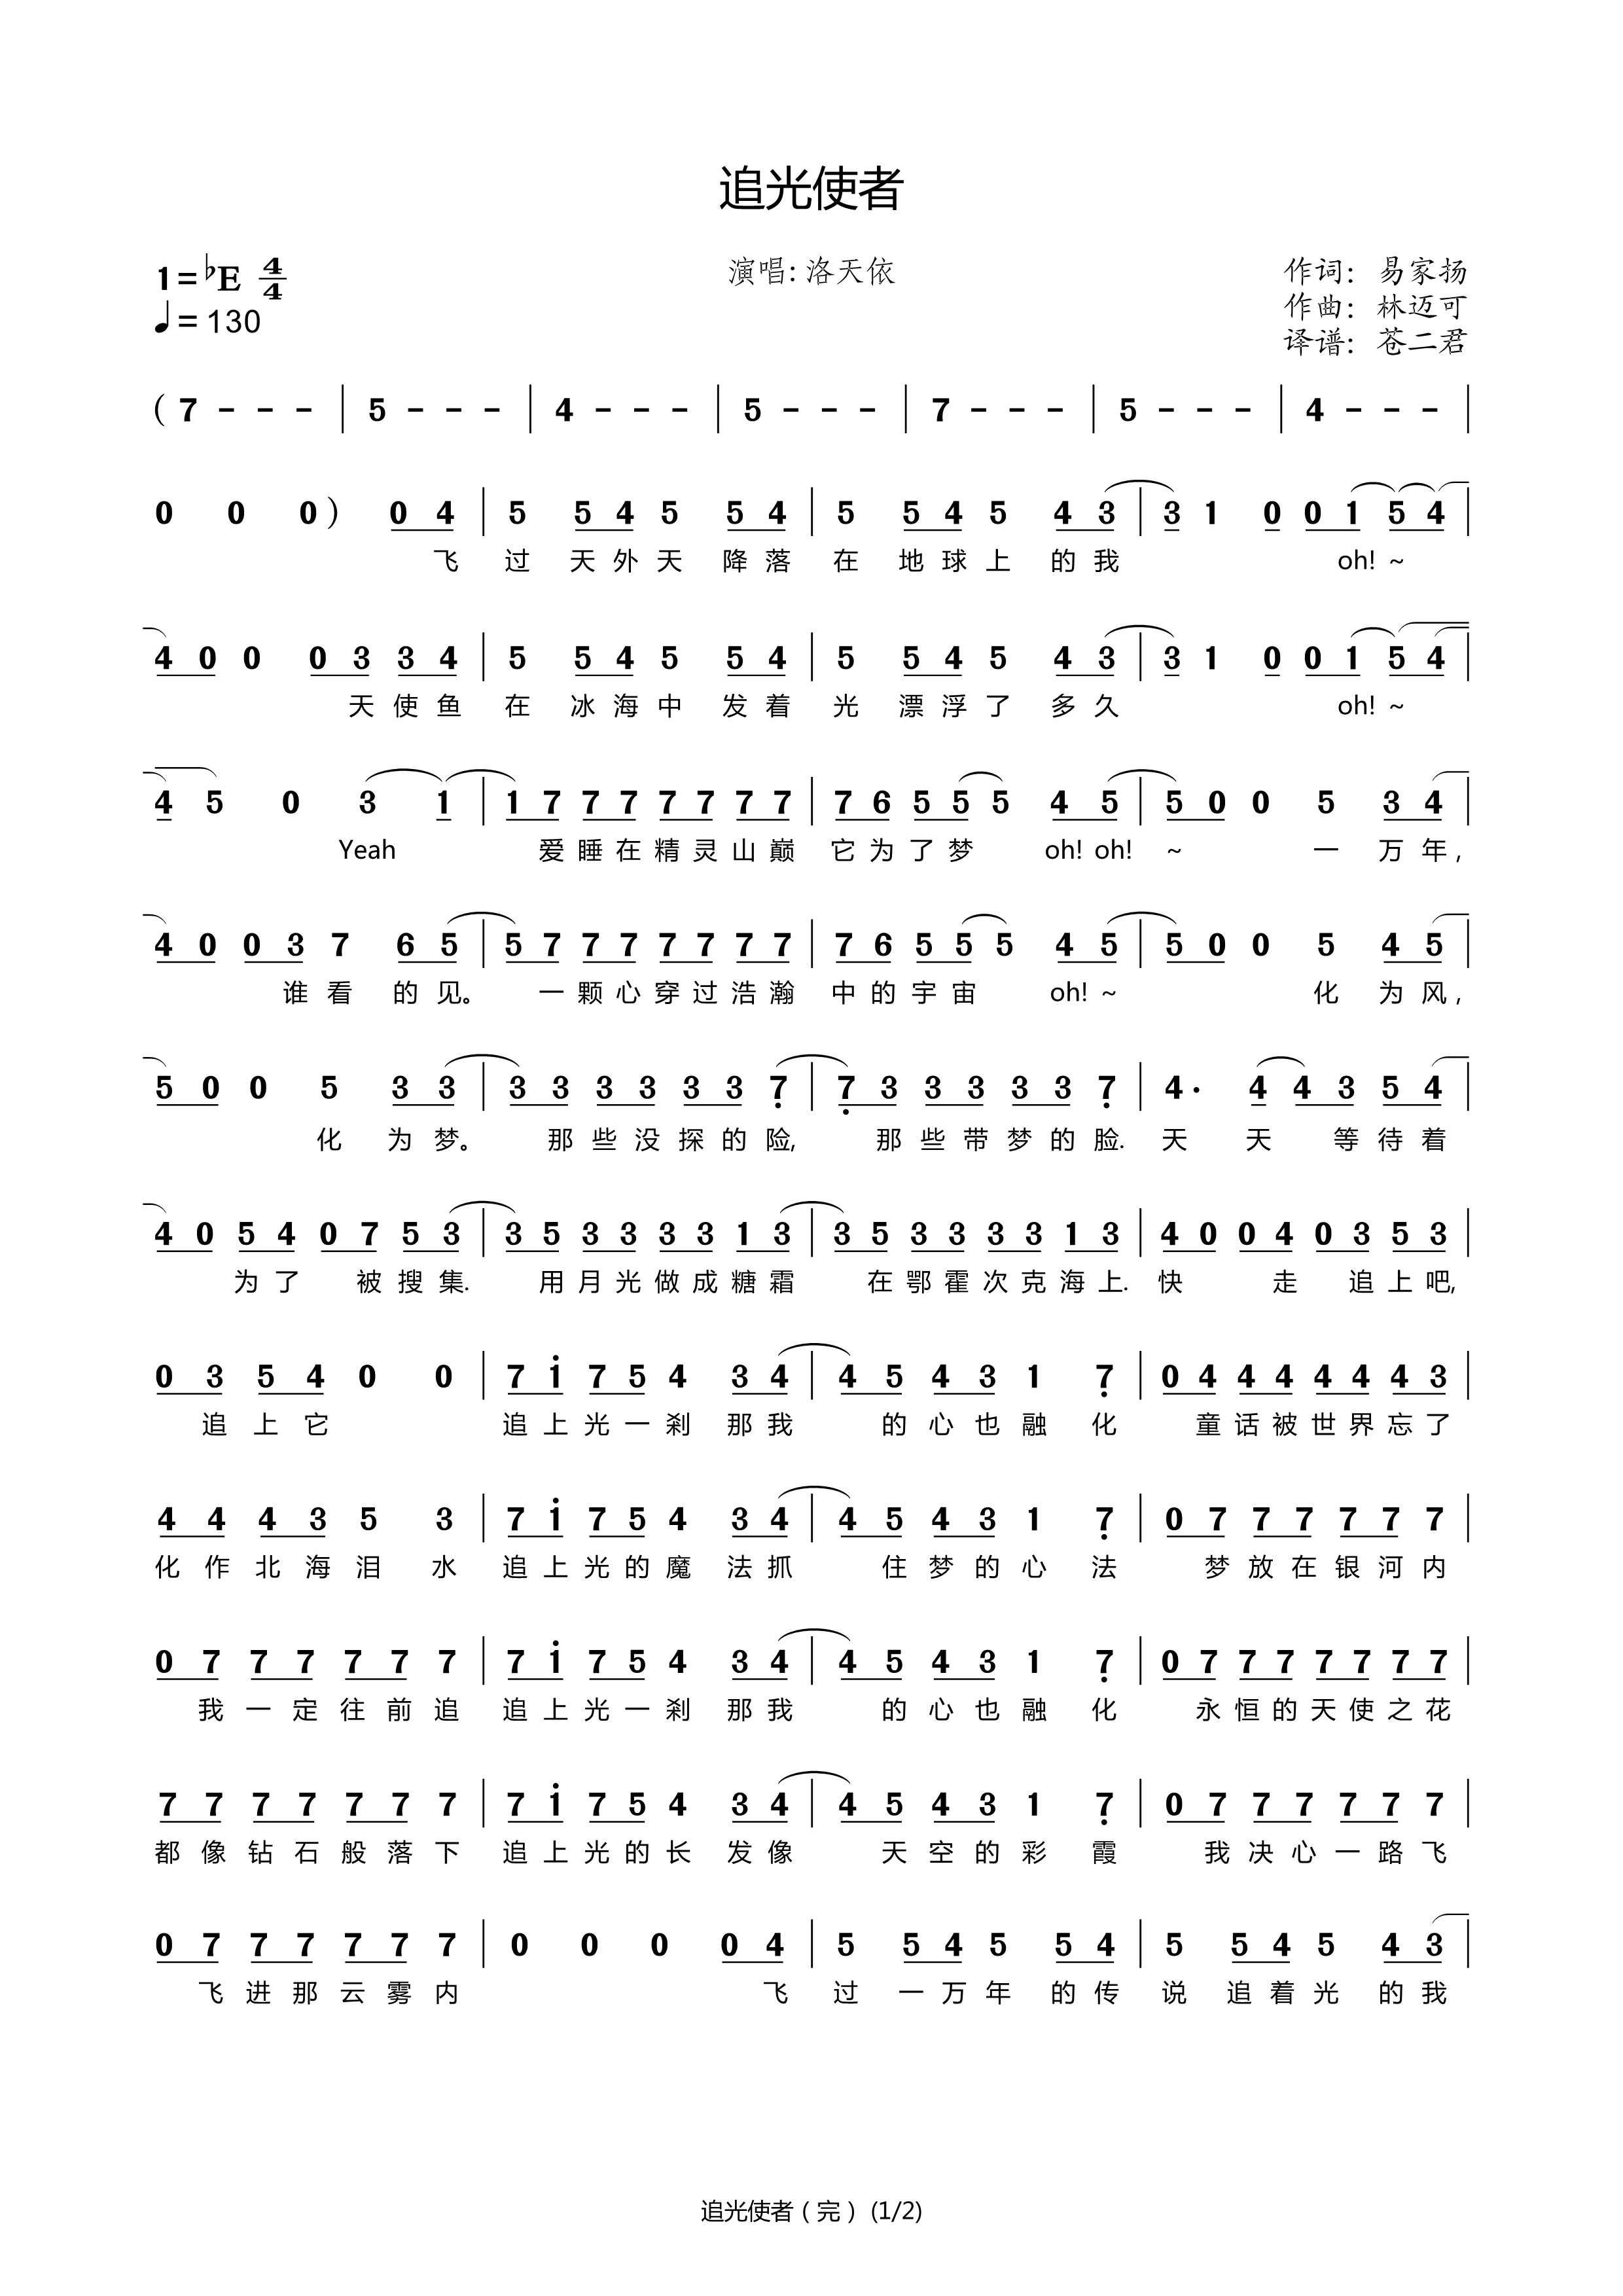 追光使者
1=♭E 4/4
♩= 130
演唱: 洛天依
作词： 易家扬
作曲： 林迈可
译谱： 苍二君
( 7 - - - | 5 - - - | 4 - - - | 5 - - - | 7 - - - | 5 - - - | 4 - - - |
0 0 0 ) 0 4 | 5 5 4 5 5 4 | 5 5 4 5 4 3 | 3 1 0 0 1 5 4 |
飞 过 天 外 天 降 落 在 地 球 上 的 我 oh! ~
4 0 0 0 3 3 4 | 5 5 4 5 5 4 | 5 5 4 5 4 3 | 3 1 0 0 1 5 4 |
天 使 鱼 在 冰 海 中 发 着 光 漂 浮 了 多 久 oh! ~
4 5 0 3 1 | 1 7 7 7 7 7 7 7 | 7 6 5 5 5 4 5 | 5 0 0 5 3 4 |
Yeah 爱 睡 在 精 灵 山 巅 它 为 了 梦 oh! oh! ~ 一 万 年 ,
4 0 0 3 7 6 5 | 5 7 7 7 7 7 7 7 | 7 6 5 5 5 4 5 | 5 0 0 5 4 5 |
谁 看 的 见。 一 颗 心 穿 过 浩 瀚 中 的 宇 宙 oh! ~ 化 为 风 ,
5 0 0 5 3 3 | 3 3 3 3 3 3 7̣ | 7̣ 3 3 3 3 3 7̣ | 4· 4 4 3 5 4 |
化 为 梦。 那 些 没 探 的 险, 那 些 带 梦 的 脸. 天 天 等 待 着
4 0 5 4 0 7 5 3 | 3 5 3 3 3 3 1 3 | 3 5 3 3 3 3 1 3 | 4 0 0 4 0 3 5 3 |
为 了 被 搜 集. 用 月 光 做 成 糖 霜 在 鄂 霍 次 克 海 上. 快 走 追 上 吧,
0 3 5 4 0 0 | 7 1̇ 7 5 4 3 4 | 4 5 4 3 1 7̣ | 0 4 4 4 4 4 4 3 |
追 上 它 追 上 光 一 刹 那 我 的 心 也 融 化 童 话 被 世 界 忘 了
4 4 4 3 5 3 | 7 1̇ 7 5 4 3 4 | 4 5 4 3 1 7̣ | 0 7 7 7 7 7 7 |
化 作 北 海 泪 水 追 上 光 的 魔 法 抓 住 梦 的 心 法 梦 放 在 银 河 内
0 7 7 7 7 7 7 | 7 1̇ 7 5 4 3 4 | 4 5 4 3 1 7̣ | 0 7 7 7 7 7 7 7 |
我 一 定 往 前 追 追 上 光 一 刹 那 我 的 心 也 融 化 永 恒 的 天 使 之 花
7 7 7 7 7 7 7 | 7 1̇ 7 5 4 3 4 | 4 5 4 3 1 7̣ | 0 7 7 7 7 7 7 |
都 像 钻 石 般 落 下 追 上 光 的 长 发 像 天 空 的 彩 霞 我 决 心 一 路 飞
0 7 7 7 7 7 7 | 0 0 0 0 4 | 5 5 4 5 5 4 | 5 5 4 5 4 3 |
飞 进 那 云 雾 内 飞 过 一 万 年 的 传 说 追 着 光 的 我
追光使者（完） (1/2)